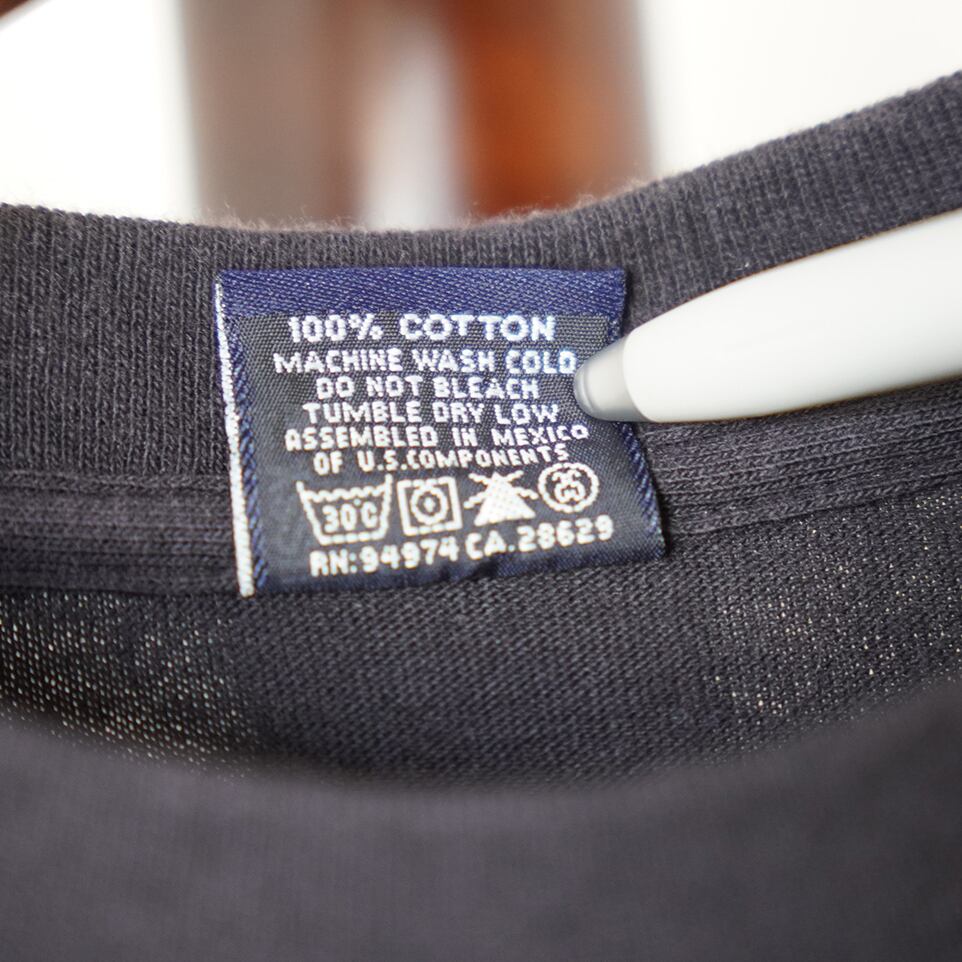 100% COTTON
MACHINE WASH COLD
DO NOT BLEACH
TUMBLE DRY LOW
ASSEMBLED IN MEXICO
OF U.S.COMPONENTS
30°C
RN:94974 CA.28629